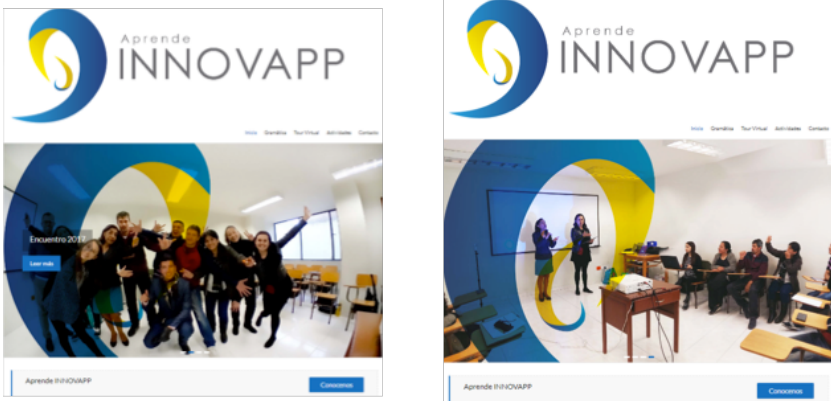 Aprende
INNOVAPP
Inicio Gramática Tour Virtual Actividades Contacto
Encuentro 2017
Leer más
Aprende INNOVAPP
Conocenos
Aprende
INNOVAPP
Inicio Gramática Tour Virtual Actividades Contacto
Aprende INNOVAPP
Conocenos